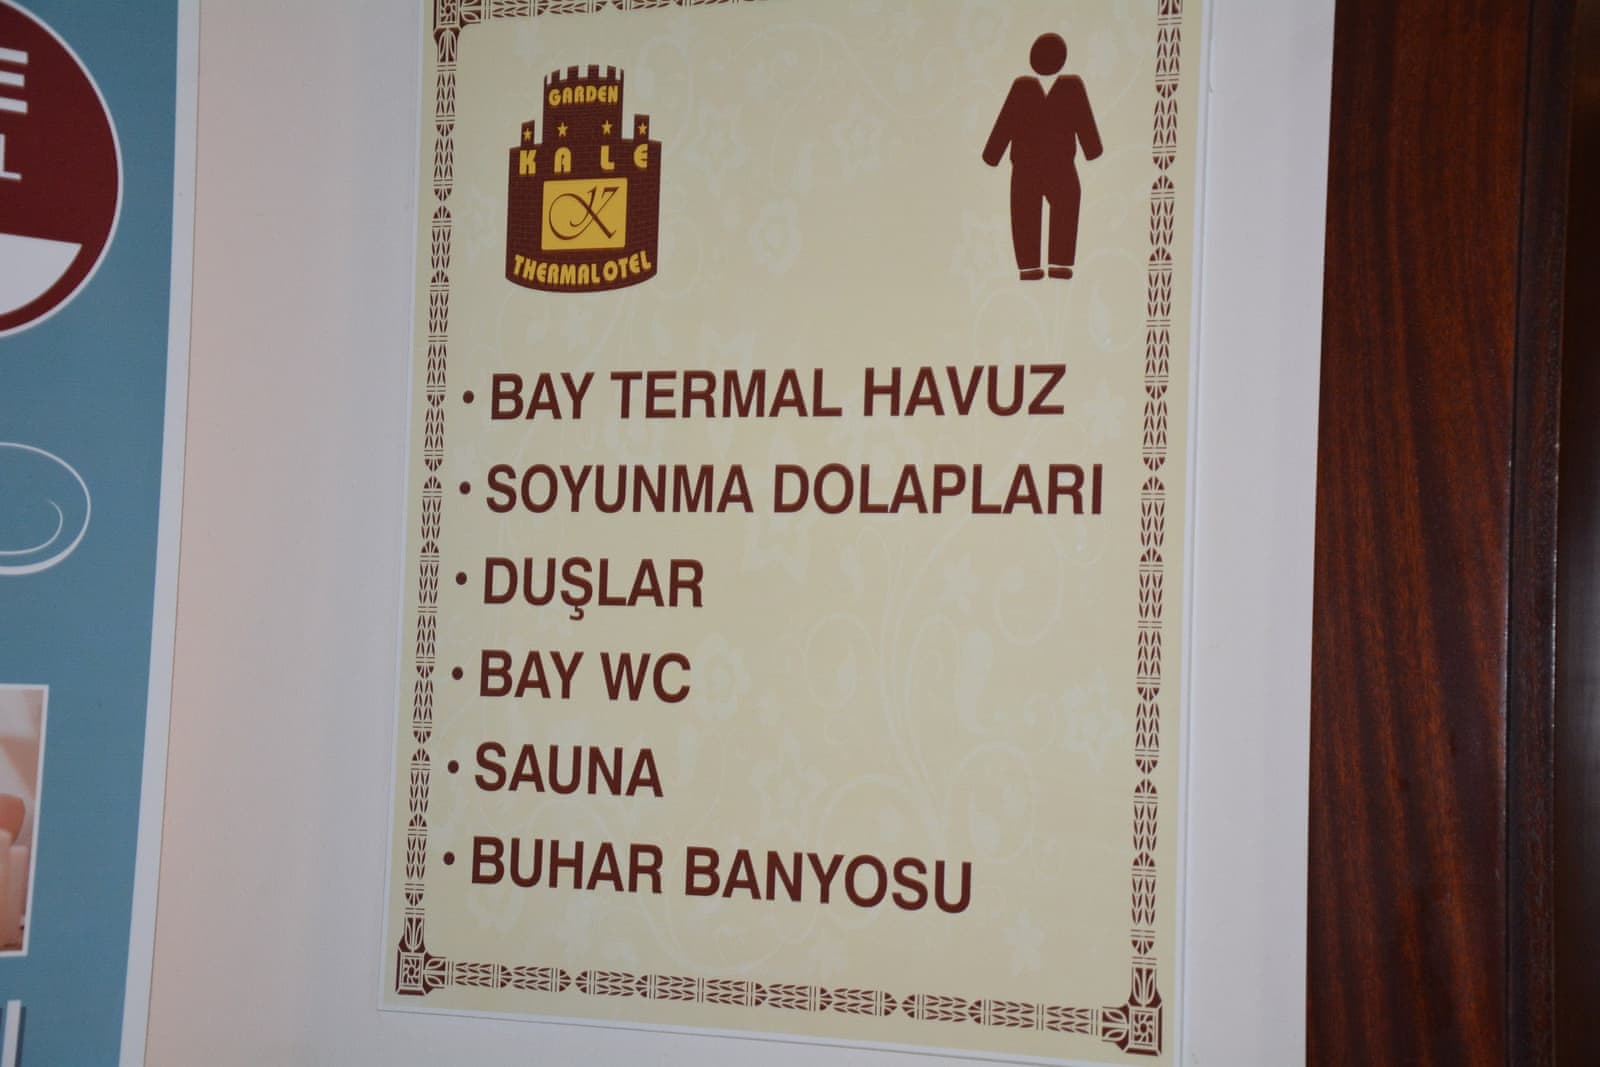 GARDEN
KALE
K
THERMAL OTEL
• BAY TERMAL HAVUZ
• SOYUNMA DOLAPLARI
• DUŞLAR
• BAY WC
• SAUNA
• BUHAR BANYOSU